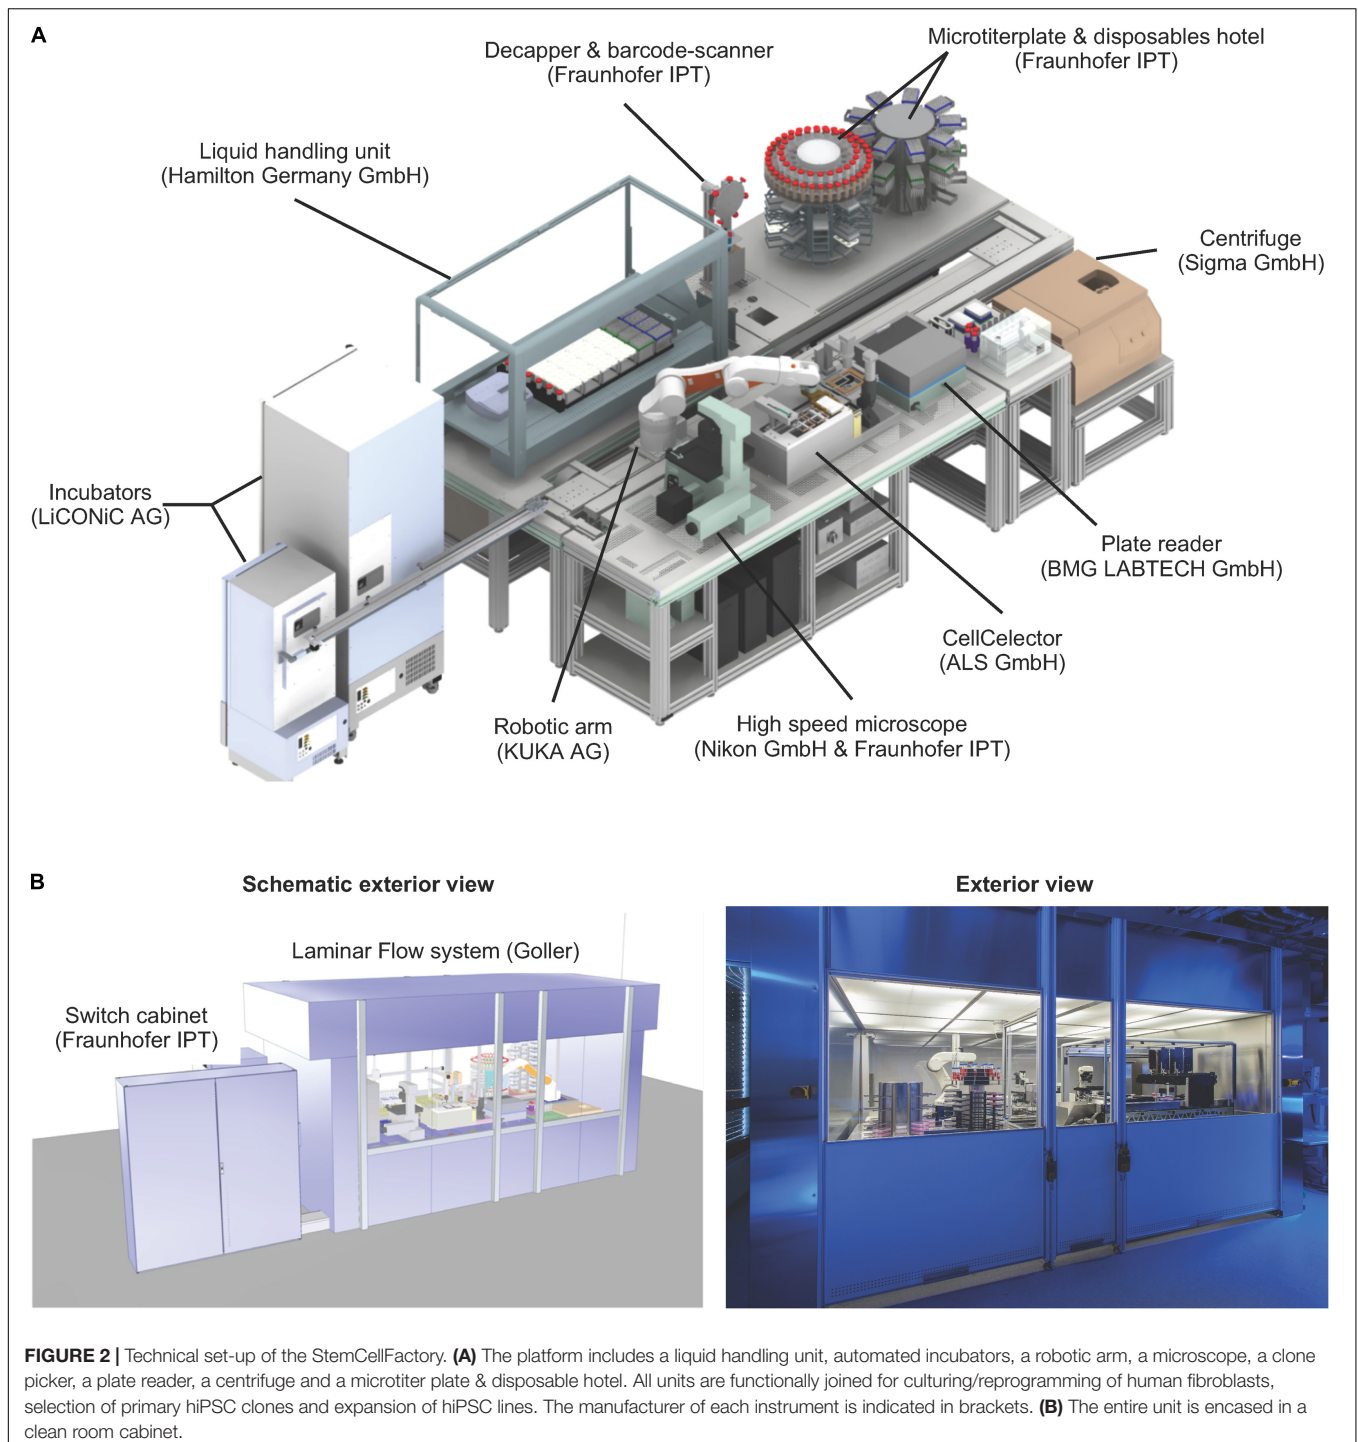 A
Decapper & barcode-scanner
(Fraunhofer IPT)
Microtiterplate & disposables hotel
(Fraunhofer IPT)
Liquid handling unit
(Hamilton Germany GmbH)
Centrifuge
(Sigma GmbH)
Incubators
(LiCONiC AG)
Plate reader
(BMG LABTECH GmbH)
CellCelector
(ALS GmbH)
Robotic arm
(KUKA AG)
High speed microscope
(Nikon GmbH & Fraunhofer IPT)
B
Schematic exterior view
Exterior view
Laminar Flow system (Goller)
Switch cabinet
(Fraunhofer IPT)
FIGURE 2 | Technical set-up of the StemCellFactory. (A) The platform includes a liquid handling unit, automated incubators, a robotic arm, a microscope, a clone
picker, a plate reader, a centrifuge and a microtiter plate & disposable hotel. All units are functionally joined for culturing/reprogramming of human fibroblasts,
selection of primary hiPSC clones and expansion of hiPSC lines. The manufacturer of each instrument is indicated in brackets. (B) The entire unit is encased in a
clean room cabinet.